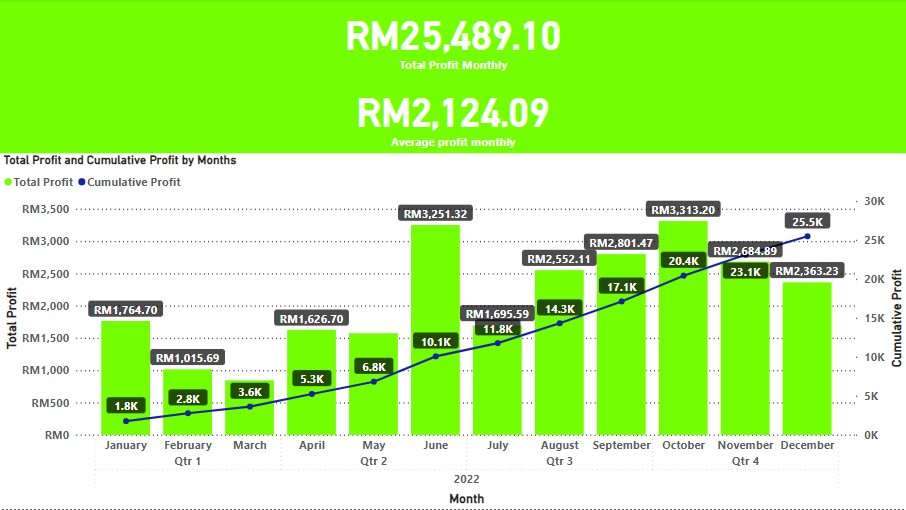 RM25,489.10
Total Profit Monthly
RM2,124.09
Average profit monthly
Total Profit and Cumulative Profit by Months
Total Profit Cumulative Profit
RM3,500
RM3,000
RM2,500
RM2,000
RM1,500
RM1,000
RM500
RM0
Total Profit
RM1,764.70
RM1,015.69
RM1,626.70
RM3,251.32
RM1,695.59
RM2,552.11
RM2,801.47
RM3,313.20
RM2,684.89
RM2,363.23
1.8K
2.8K
3.6K
5.3K
6.8K
10.1K
11.8K
14.3K
17.1K
20.4K
23.1K
25.5K
30K
25K
20K
15K
10K
5K
0K
Cumulative Profit
January February March April May June July August September October November December
Qtr 1 Qtr 2 Qtr 3 Qtr 4
2022
Month